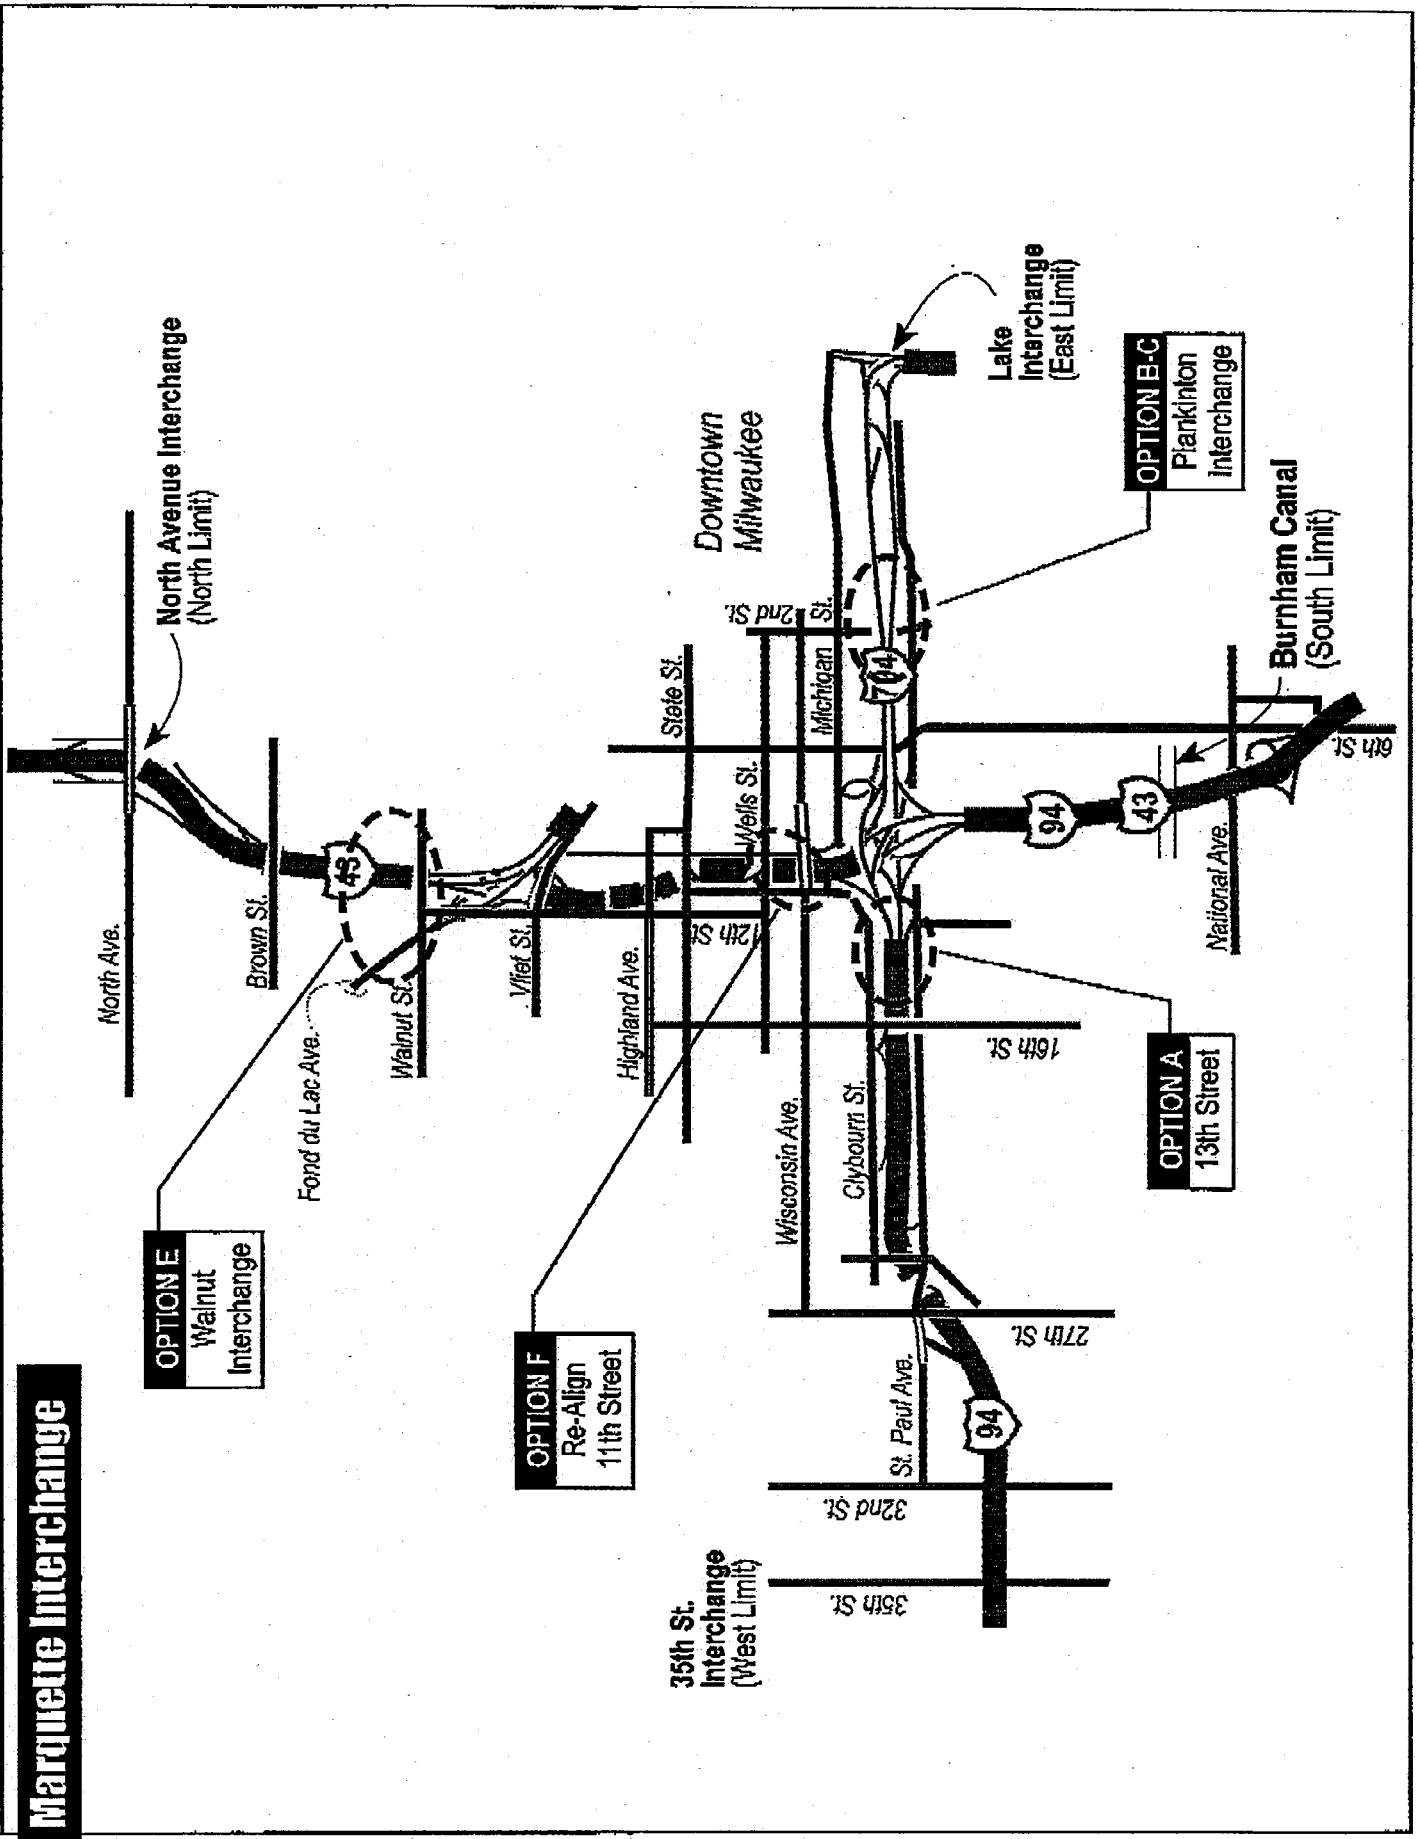 Marquette Interchange
North Avenue Interchange
(North Limit)
North Ave.
Brown St.
43
OPTION E
Walnut
Interchange
Fond du Lac Ave.
Walnut St.
Vliet St.
Highland Ave.
12th St.
State St.
Wells St.
2nd St.
Michigan St.
Downtown
Milwaukee
OPTION F
Re-Align
11th Street
Wisconsin Ave.
Clybourn St.
16th St.
794
Lake
Interchange
(East Limit)
OPTION B-C
Plankinton
Interchange
35th St.
Interchange
(West Limit)
35th St.
32nd St.
St. Paul Ave.
27th St.
94
OPTION A
13th Street
94
43
National Ave.
6th St.
Burnham Canal
(South Limit)